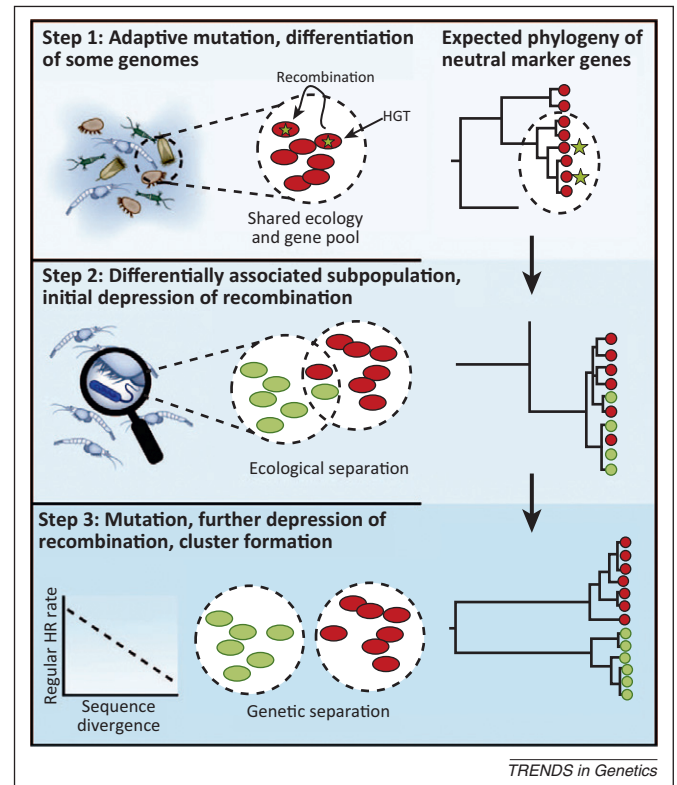 Step 1: Adaptive mutation, differentiation
of some genomes
Expected phylogeny of
neutral marker genes
Recombination
HGT
Shared ecology
and gene pool
Step 2: Differentially associated subpopulation,
initial depression of recombination
Ecological separation
Step 3: Mutation, further depression of
recombination, cluster formation
Regular HR rate
Sequence
divergence
Genetic separation
TRENDS in Genetics